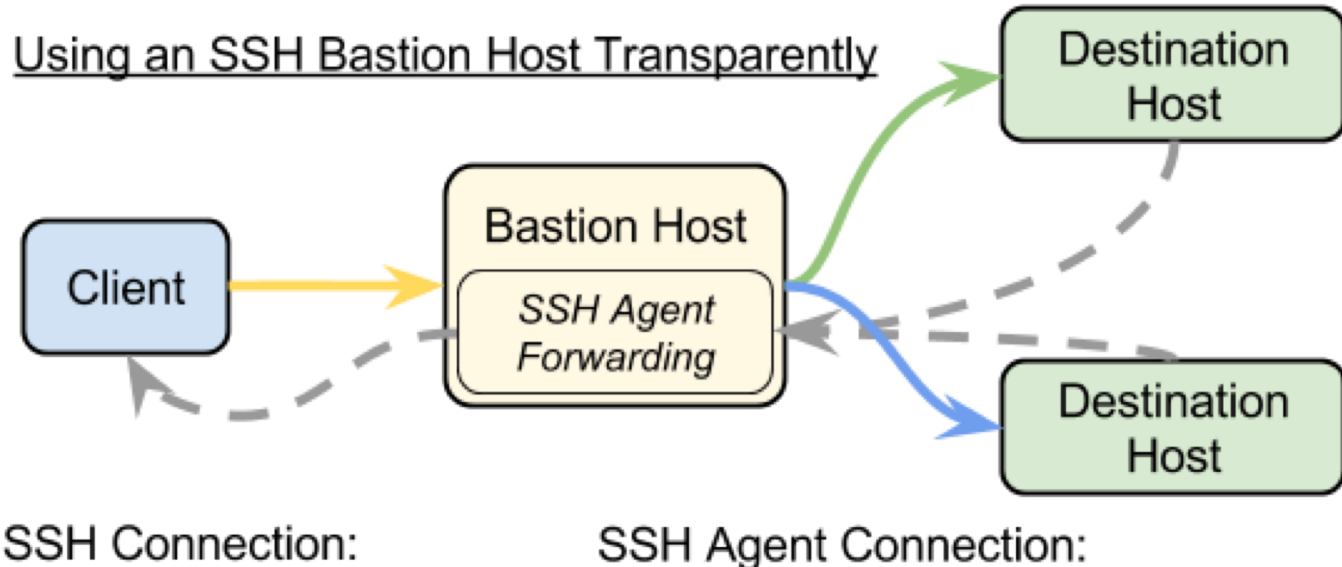 Using an SSH Bastion Host Transparently
Destination
Host
Bastion Host
Client
SSH Agent
Forwarding
Destination
Host
SSH Connection:
SSH Agent Connection: